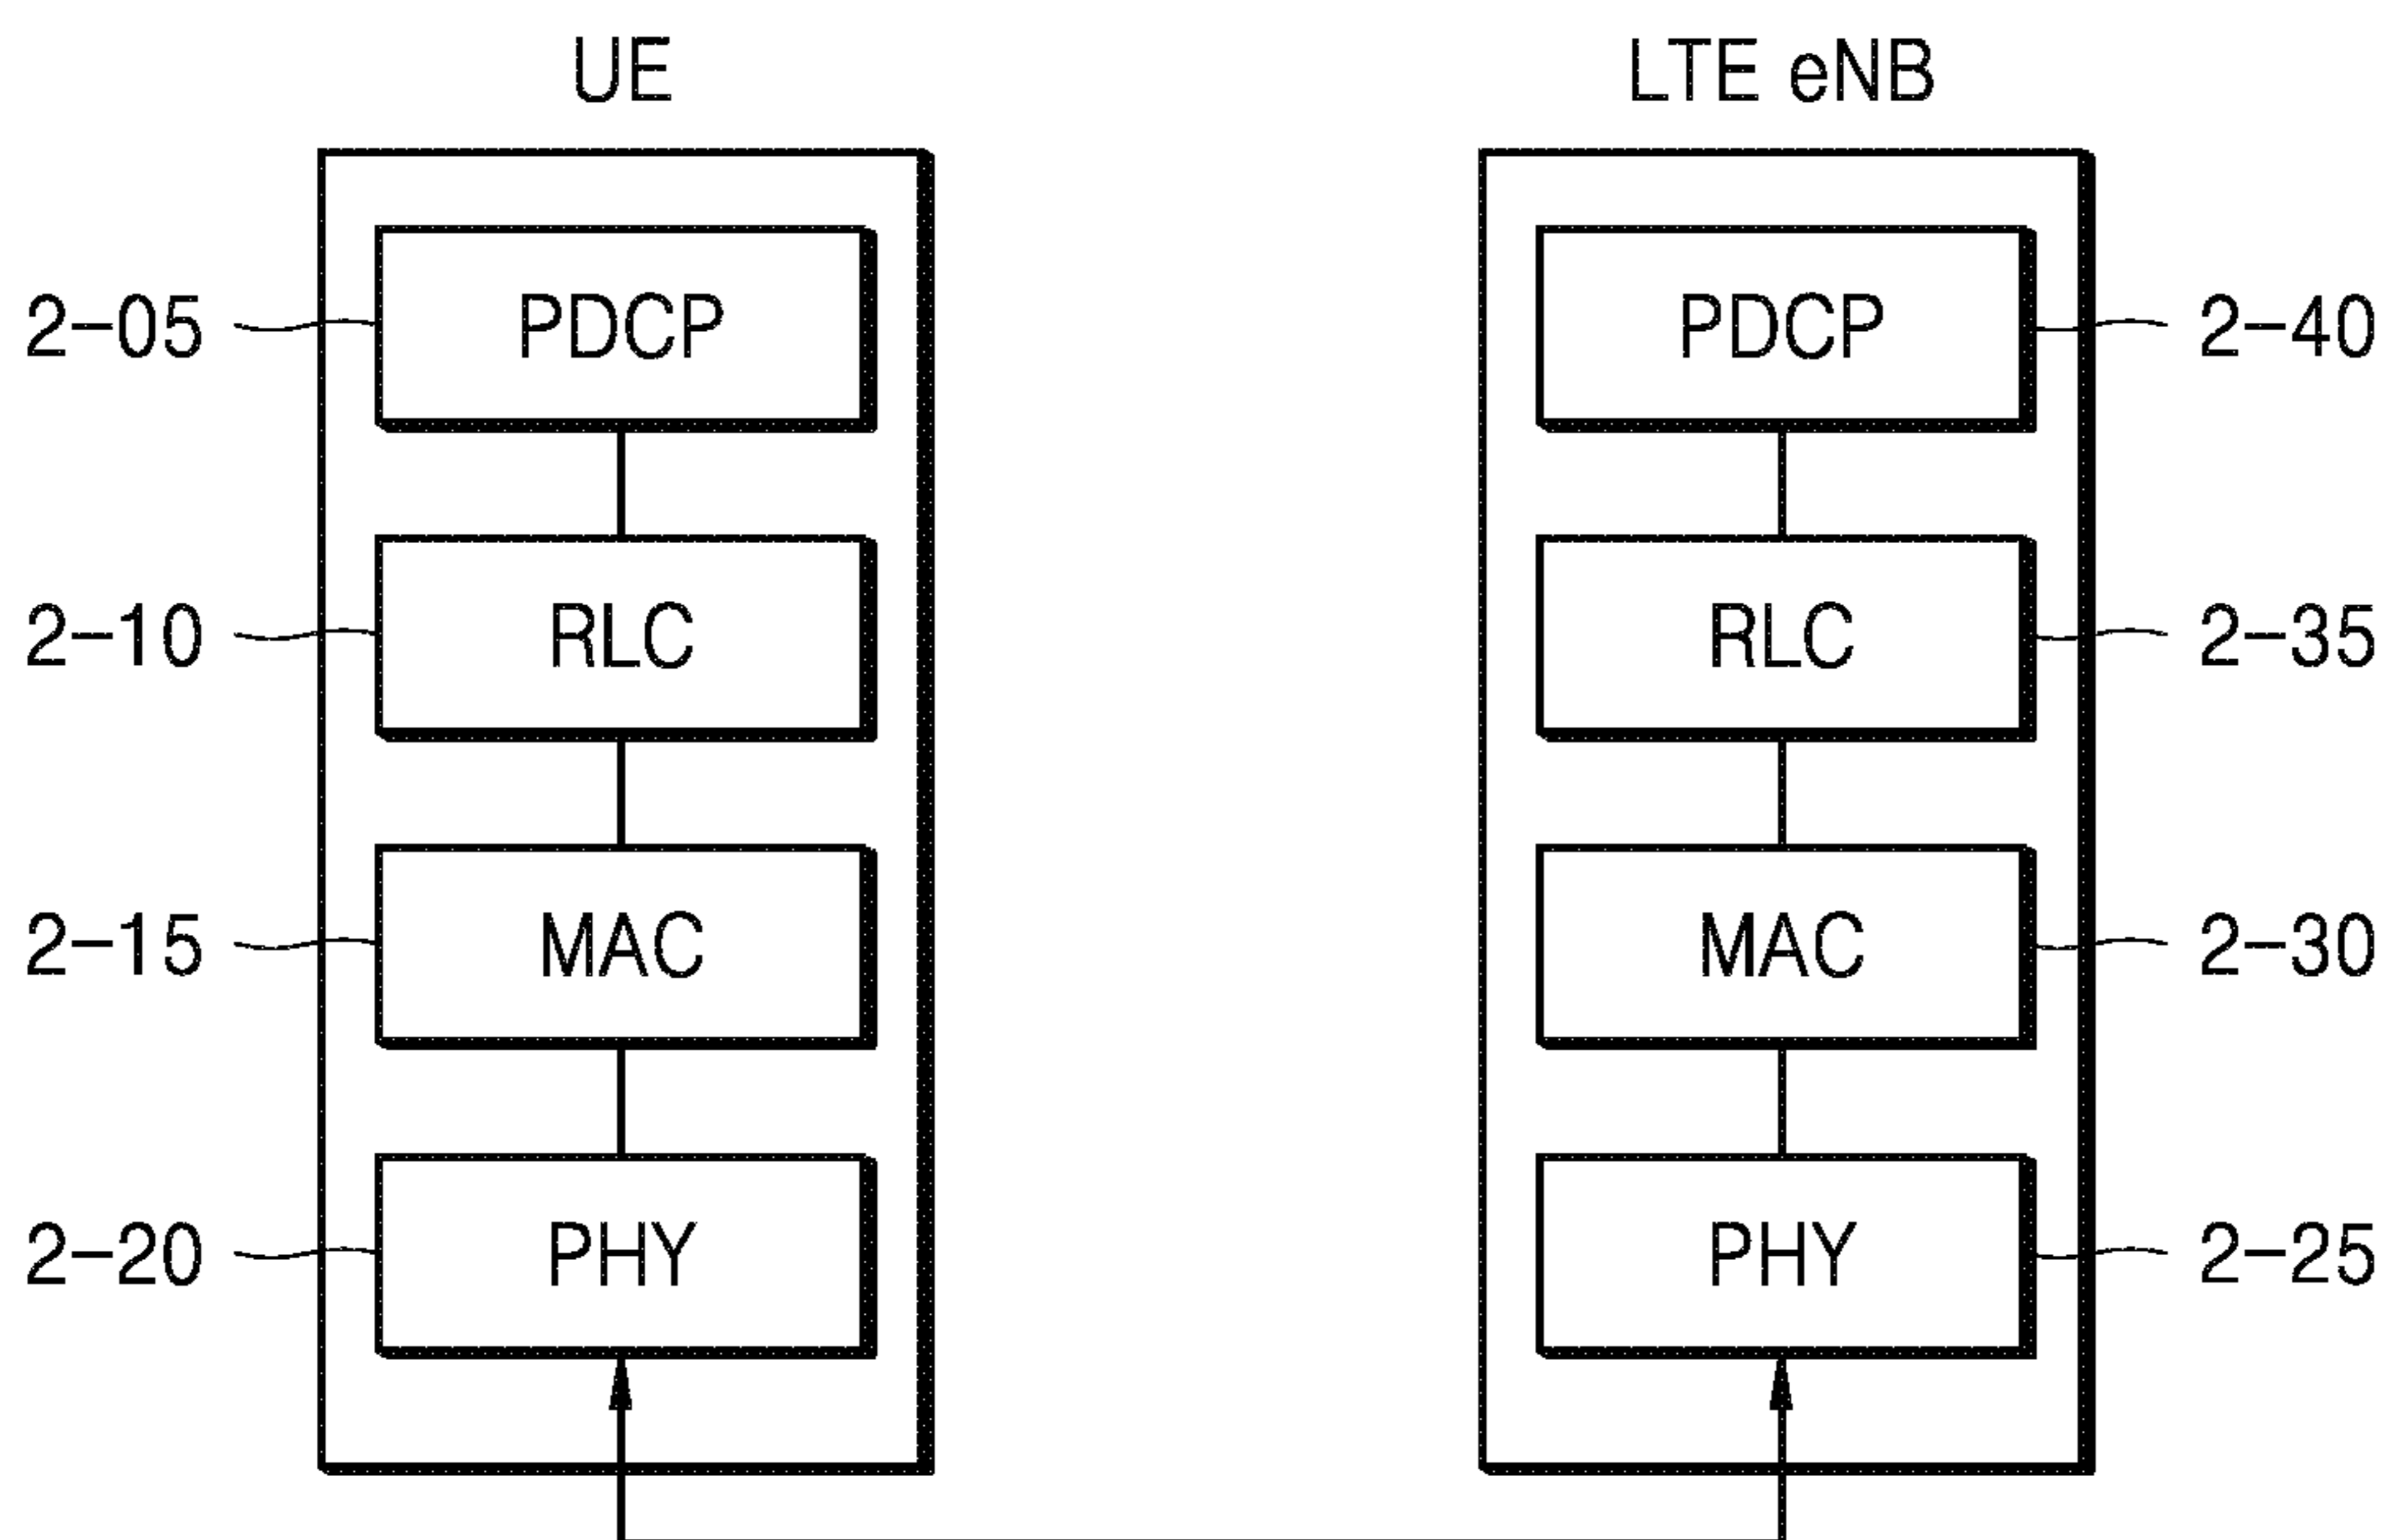 UE LTE eNB
2-05 PDCP PDCP 2-40
2-10 RLC RLC 2-35
2-15 MAC MAC 2-30
2-20 PHY PHY 2-25